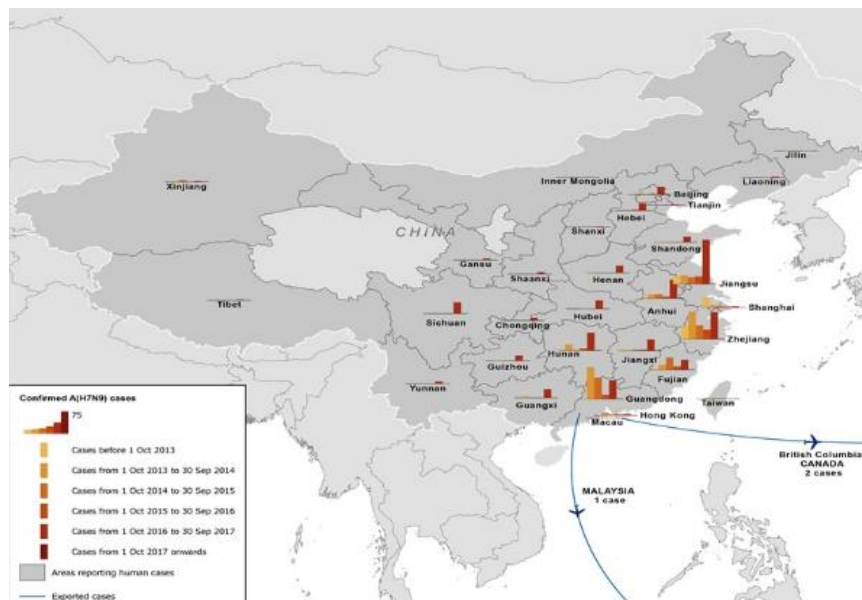 Jilin
Xinjiang
Inner Mongolia
Liaoning
Beijing
Tianjin
Hebei
CHINA
Shanxi
Shandong
Gansu
Shaanxi
Henan
Jiangsu
Tibet
Anhui
Shanghai
Sichuan
Hubei
Chongqing
Zhejiang
Hunan
Jiangxi
Guizhou
Fujian
Yunnan
Guangxi
Guangdong
Taiwan
Hong Kong
Macau
British Columbia
CANADA
2 cases
MALAYSIA
1 case
Confirmed A(H7N9) cases
75
Cases before 1 Oct 2013
Cases from 1 Oct 2013 to 30 Sep 2014
Cases from 1 Oct 2014 to 30 Sep 2015
Cases from 1 Oct 2015 to 30 Sep 2016
Cases from 1 Oct 2016 to 30 Sep 2017
Cases from 1 Oct 2017 onwards
Areas reporting human cases
Exported cases